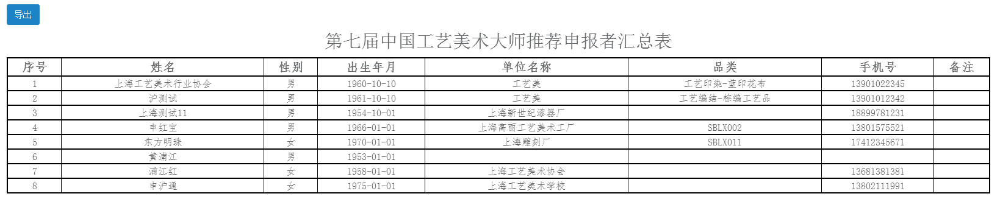 导出
第七届中国工艺美术大师推荐申报者汇总表
序号 姓名 性别 出生年月 单位名称 品类 手机号 备注
1 上海工艺美术行业协会 男 1960-10-10 工艺美 工艺印染-蓝印花布 13901022345
2 沪测试 男 1961-10-10 工艺美 工艺编结-棕编工艺品 13901012342
3 上海测试11 男 1954-10-01 上海新世纪漆器厂 18899781231
4 申红宝 男 1966-01-01 上海高丽工艺美术工厂 SBLX002 13801575521
5 东方明珠 女 1970-01-01 上海雕刻厂 SBLX011 17412345671
6 黄浦江 男 1953-01-01
7 浦江红 女 1958-01-01 上海工艺美术协会 13681381381
8 申沪通 女 1975-01-01 上海工艺美术学校 13802111991